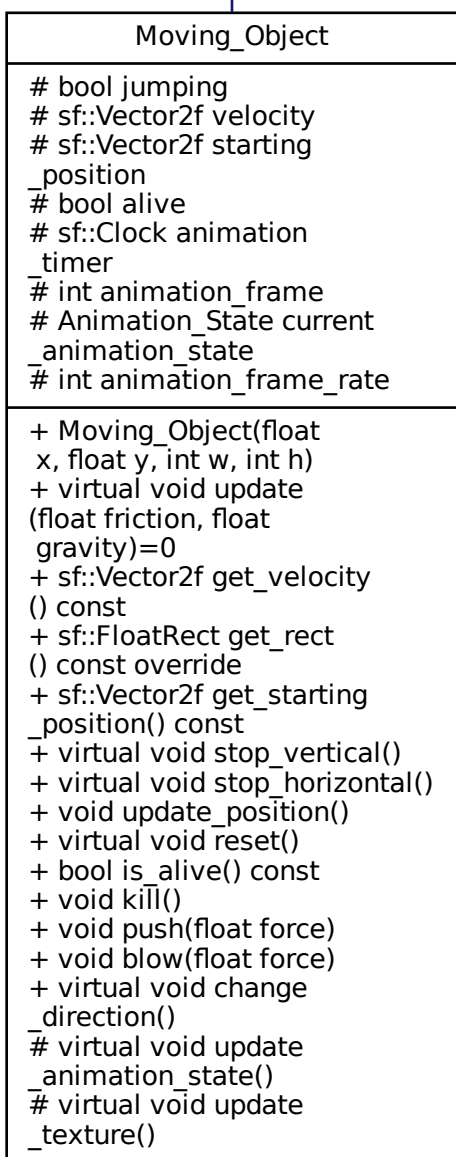 Moving_Object
# bool jumping
# sf::Vector2f velocity
# sf::Vector2f starting
_position
# bool alive
# sf::Clock animation
_timer
# int animation_frame
# Animation_State current
_animation_state
# int animation_frame_rate
+ Moving_Object(float
x, float y, int w, int h)
+ virtual void update
(float friction, float
gravity)=0
+ sf::Vector2f get_velocity
() const
+ sf::FloatRect get_rect
() const override
+ sf::Vector2f get_starting
_position() const
+ virtual void stop_vertical()
+ virtual void stop_horizontal()
+ void update_position()
+ virtual void reset()
+ bool is_alive() const
+ void kill()
+ void push(float force)
+ void blow(float force)
+ virtual void change
_direction()
# virtual void update
_animation_state()
# virtual void update
_texture()